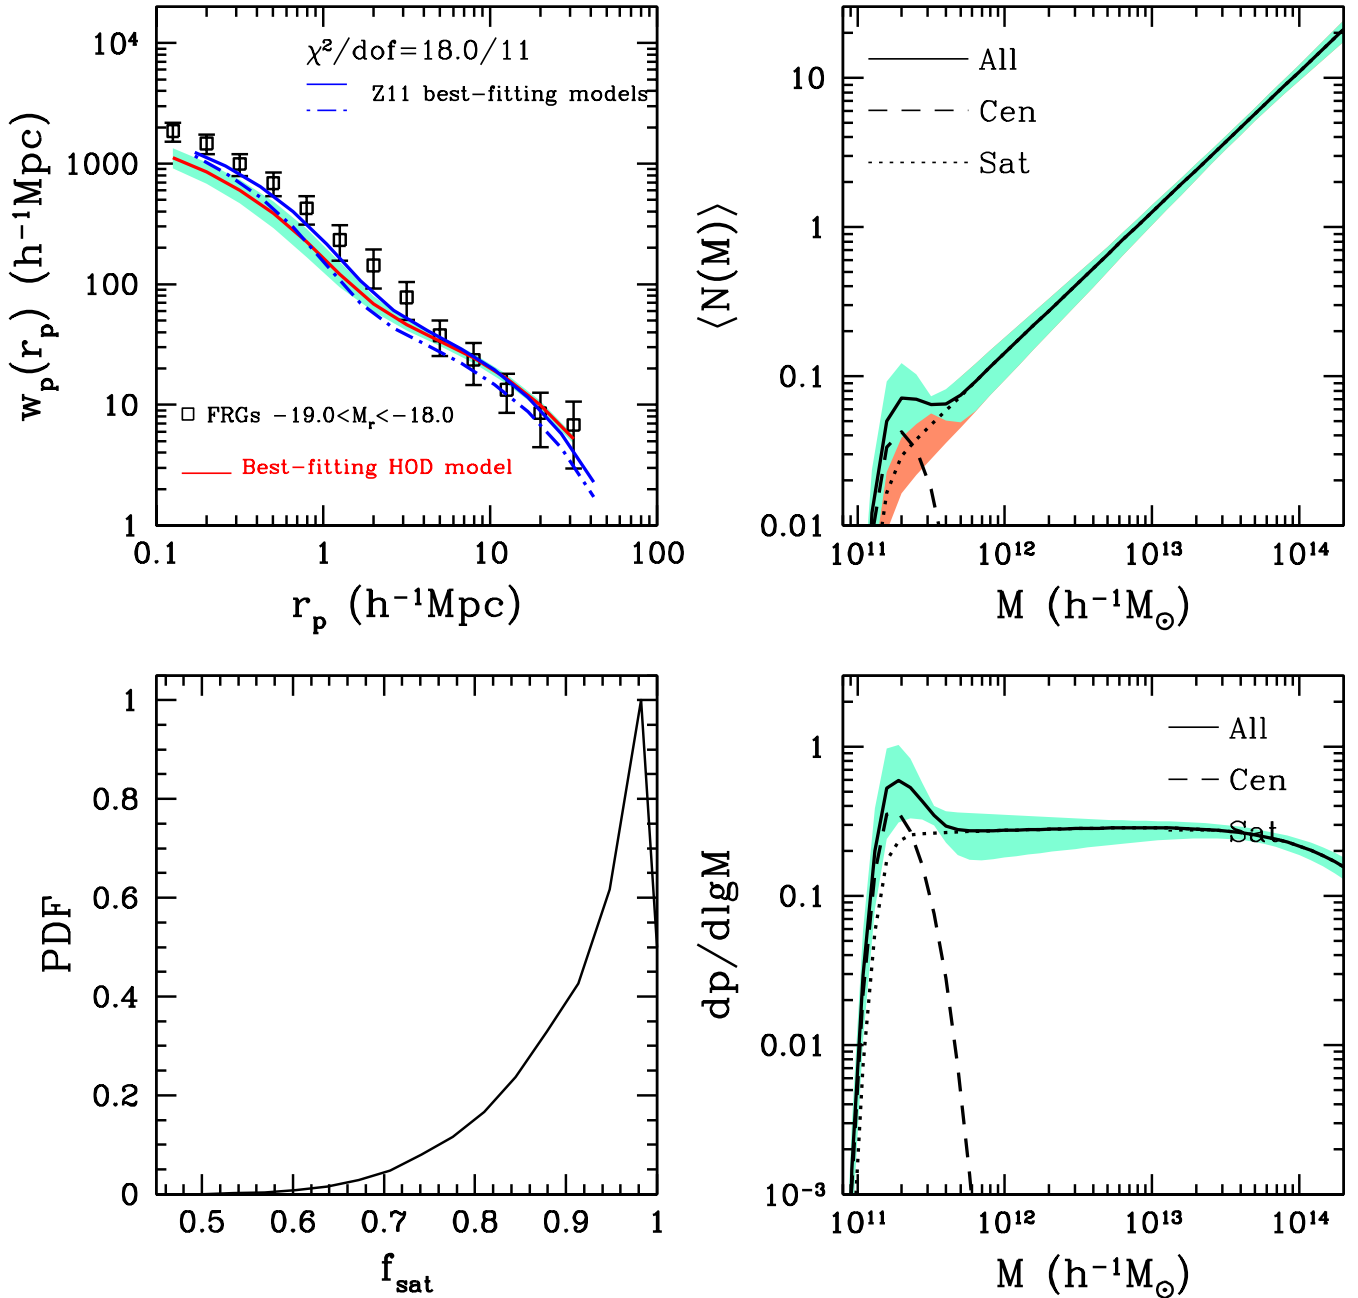 10⁴
1000
100
10
1
w_p(r_p) (h⁻¹Mpc)
χ²/dof=18.0/11
Z11 best-fitting models
FRGs -19.0<M_r<-18.0
Best-fitting HOD model
0.1 1 10 100
r_p (h⁻¹Mpc)
10
1
0.1
0.01
⟨N(M)⟩
All
Cen
Sat
10¹¹ 10¹² 10¹³ 10¹⁴
M (h⁻¹M_⊙)
1
0.8
0.6
0.4
0.2
0
PDF
0.5 0.6 0.7 0.8 0.9 1
f_sat
1
0.1
0.01
10⁻³
dp/dlgM
All
Cen
Sat
10¹¹ 10¹² 10¹³ 10¹⁴
M (h⁻¹M_⊙)